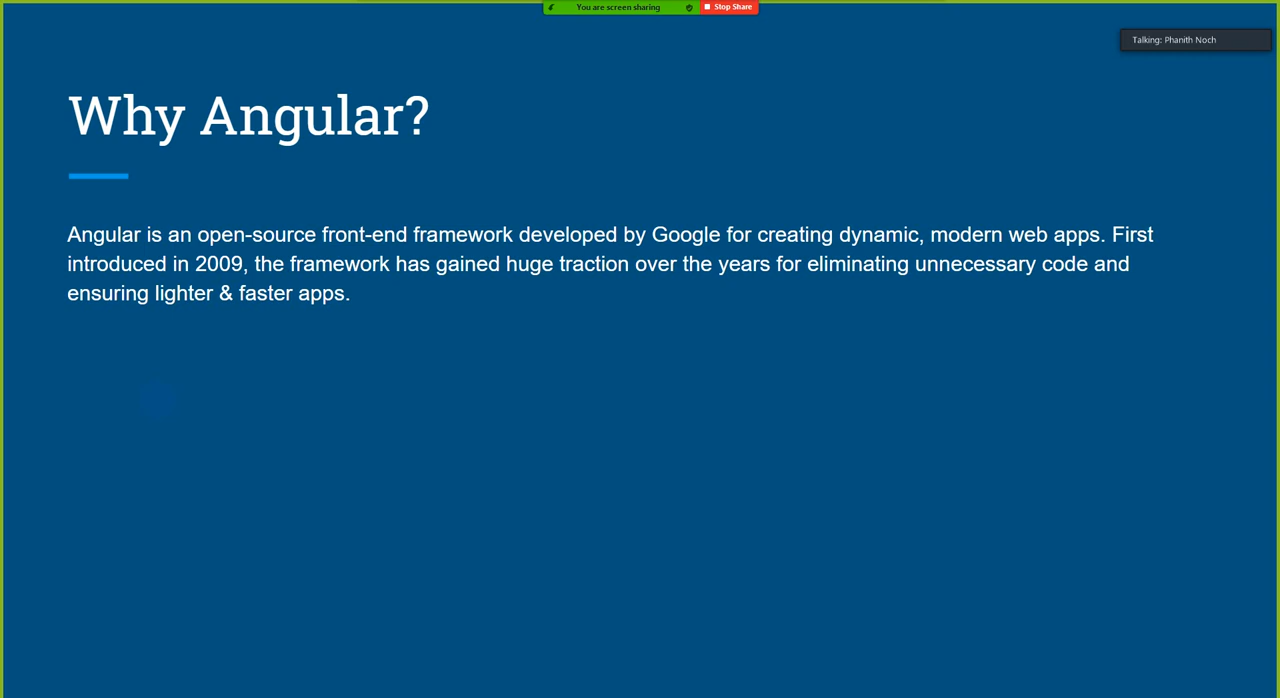 You are screen sharing
Stop Share
Talking: Phanith Noch
Why Angular?
Angular is an open-source front-end framework developed by Google for creating dynamic, modern web apps. First
introduced in 2009, the framework has gained huge traction over the years for eliminating unnecessary code and
ensuring lighter & faster apps.